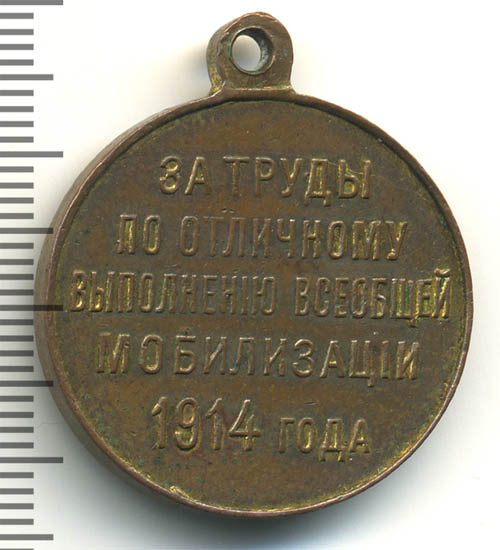 ЗА ТРУДЫ
ПО ОТЛИЧНОМУ
ВЫПОЛНЕНІЮ ВСЕОБЩЕЙ
МОБИЛИЗАЦІИ
1914 ГОДА